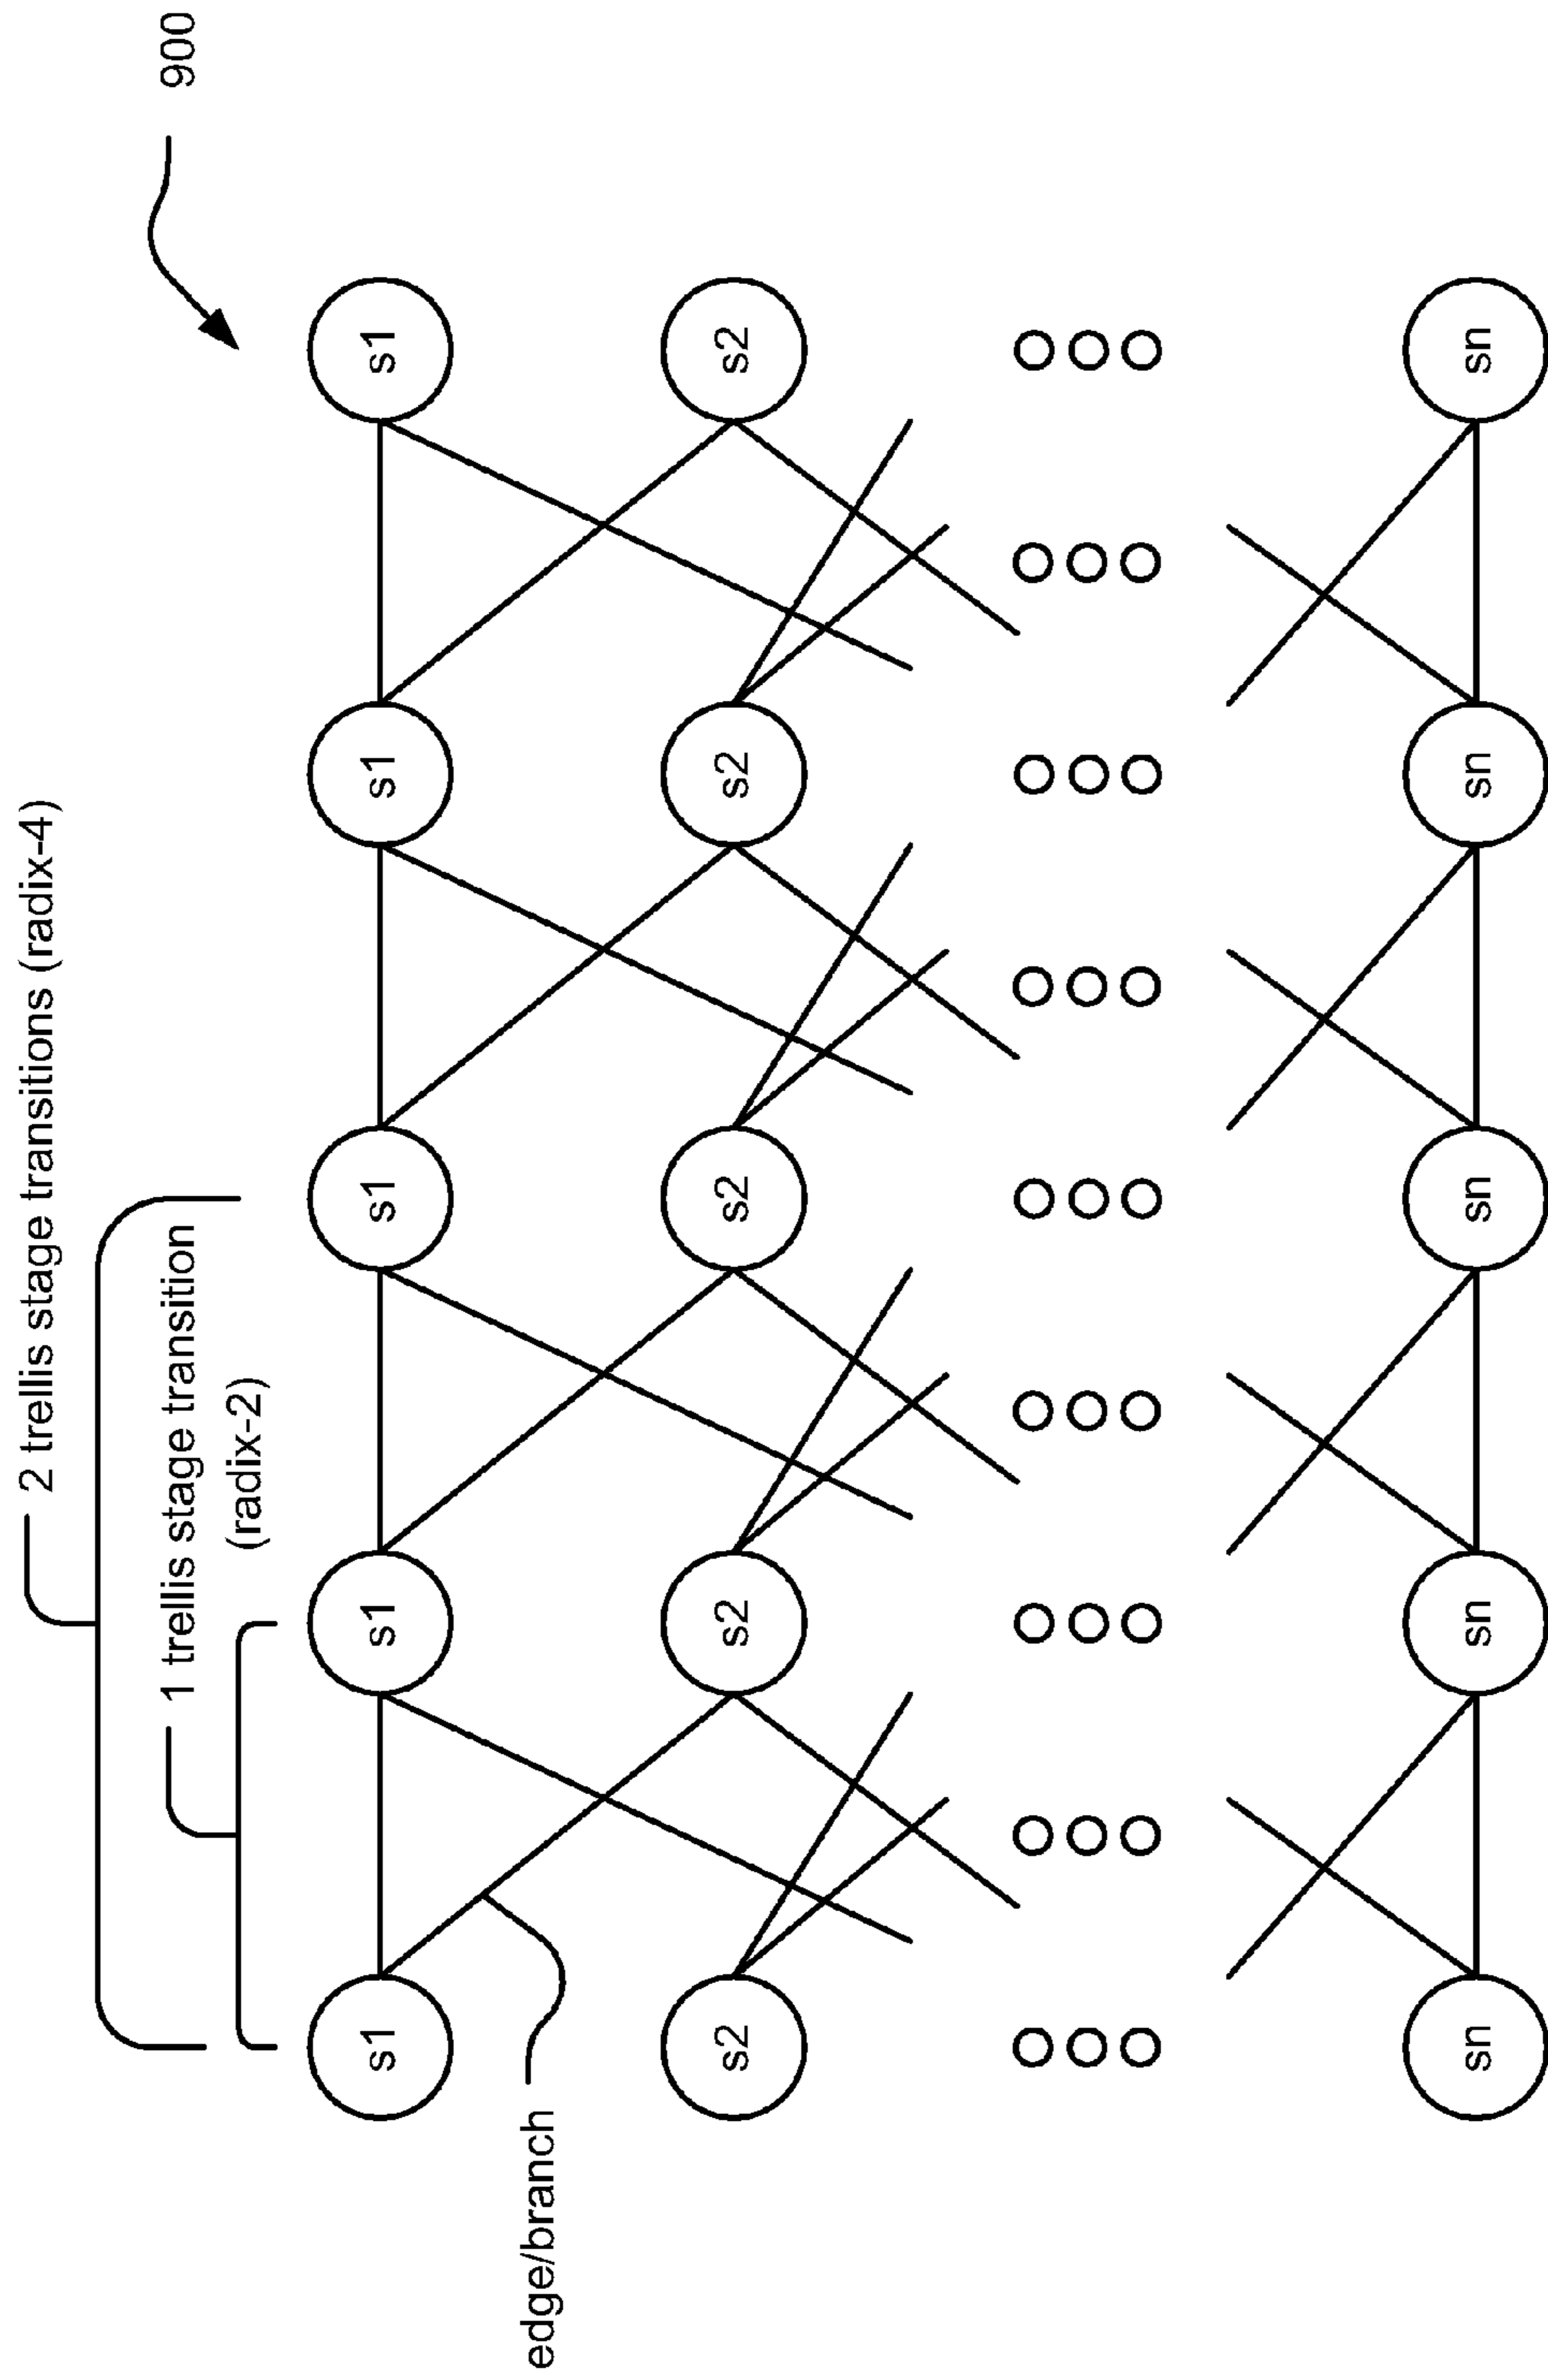 900
2 trellis stage transitions (radix-4)
1 trellis stage transition
(radix-2)
s1
s1
s1
s1
s1
edge/branch
s2
s2
s2
s2
s2
sn
sn
sn
sn
sn